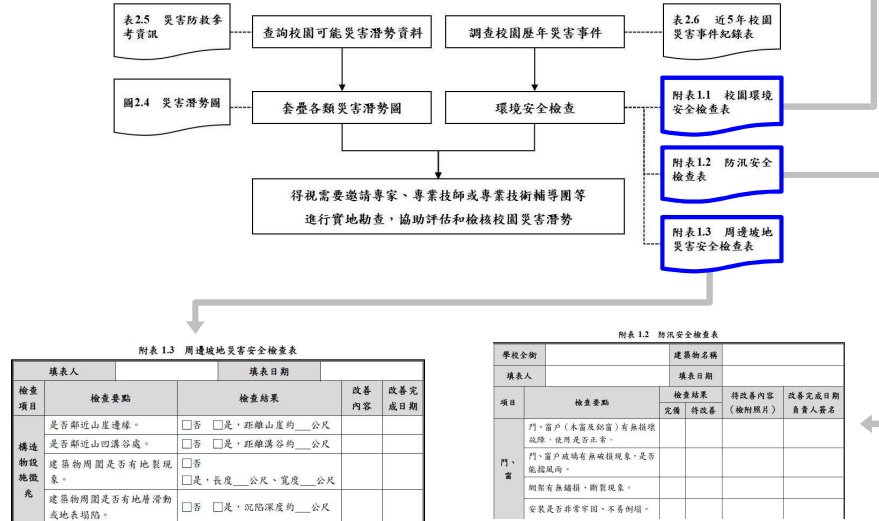 表2.5 災害防救參
考資訊
查詢校園可能災害潛勢資料
調查校園歷年災害事件
表2.6 近5年校園
災害事件紀錄表
圖2.4 災害潛勢圖
套疊各類災害潛勢圖
環境安全檢查
附表1.1 校園環境
安全檢查表
附表1.2 防汛安全
檢查表
得視需要邀請專家、專業技師或專業技術輔導團等
進行實地勘查，協助評估和檢核校園災害潛勢
附表1.3 周邊坡地
災害安全檢查表
附表 1.3 周邊坡地災害安全檢查表
填表人 填表日期
檢查
項目 檢查要點 檢查結果 改善
內容 改善完
成日期
構造
物設
施徵
兆
是否鄰近山崖邊緣。 □否 □是，距離山崖約___公尺
是否鄰近山凹溝谷處。 □否 □是，距離溝谷約___公尺
建築物周圍是否有地裂現
象。
□否
□是，長度___公尺、寬度___公尺
建築物周圍是否有地層滑動
或地表塌陷。
□否 □是，沉陷深度約___公尺
附表 1.2 防汛安全檢查表
學校全銜 建築物名稱
填表人 填表日期
項目 檢查要點 檢查結果 待改善內容
（檢附照片） 改善完成日期
負責人簽名
完備 待改善
門、
窗
門、窗戶（木窗及鋁窗）有無損壞
故障，使用是否正常。
門、窗戶玻璃有無破損現象，是否
能擋風雨。
網架有無鏽損、斷裂現象。
安裝是否非常牢固、不易倒塌。